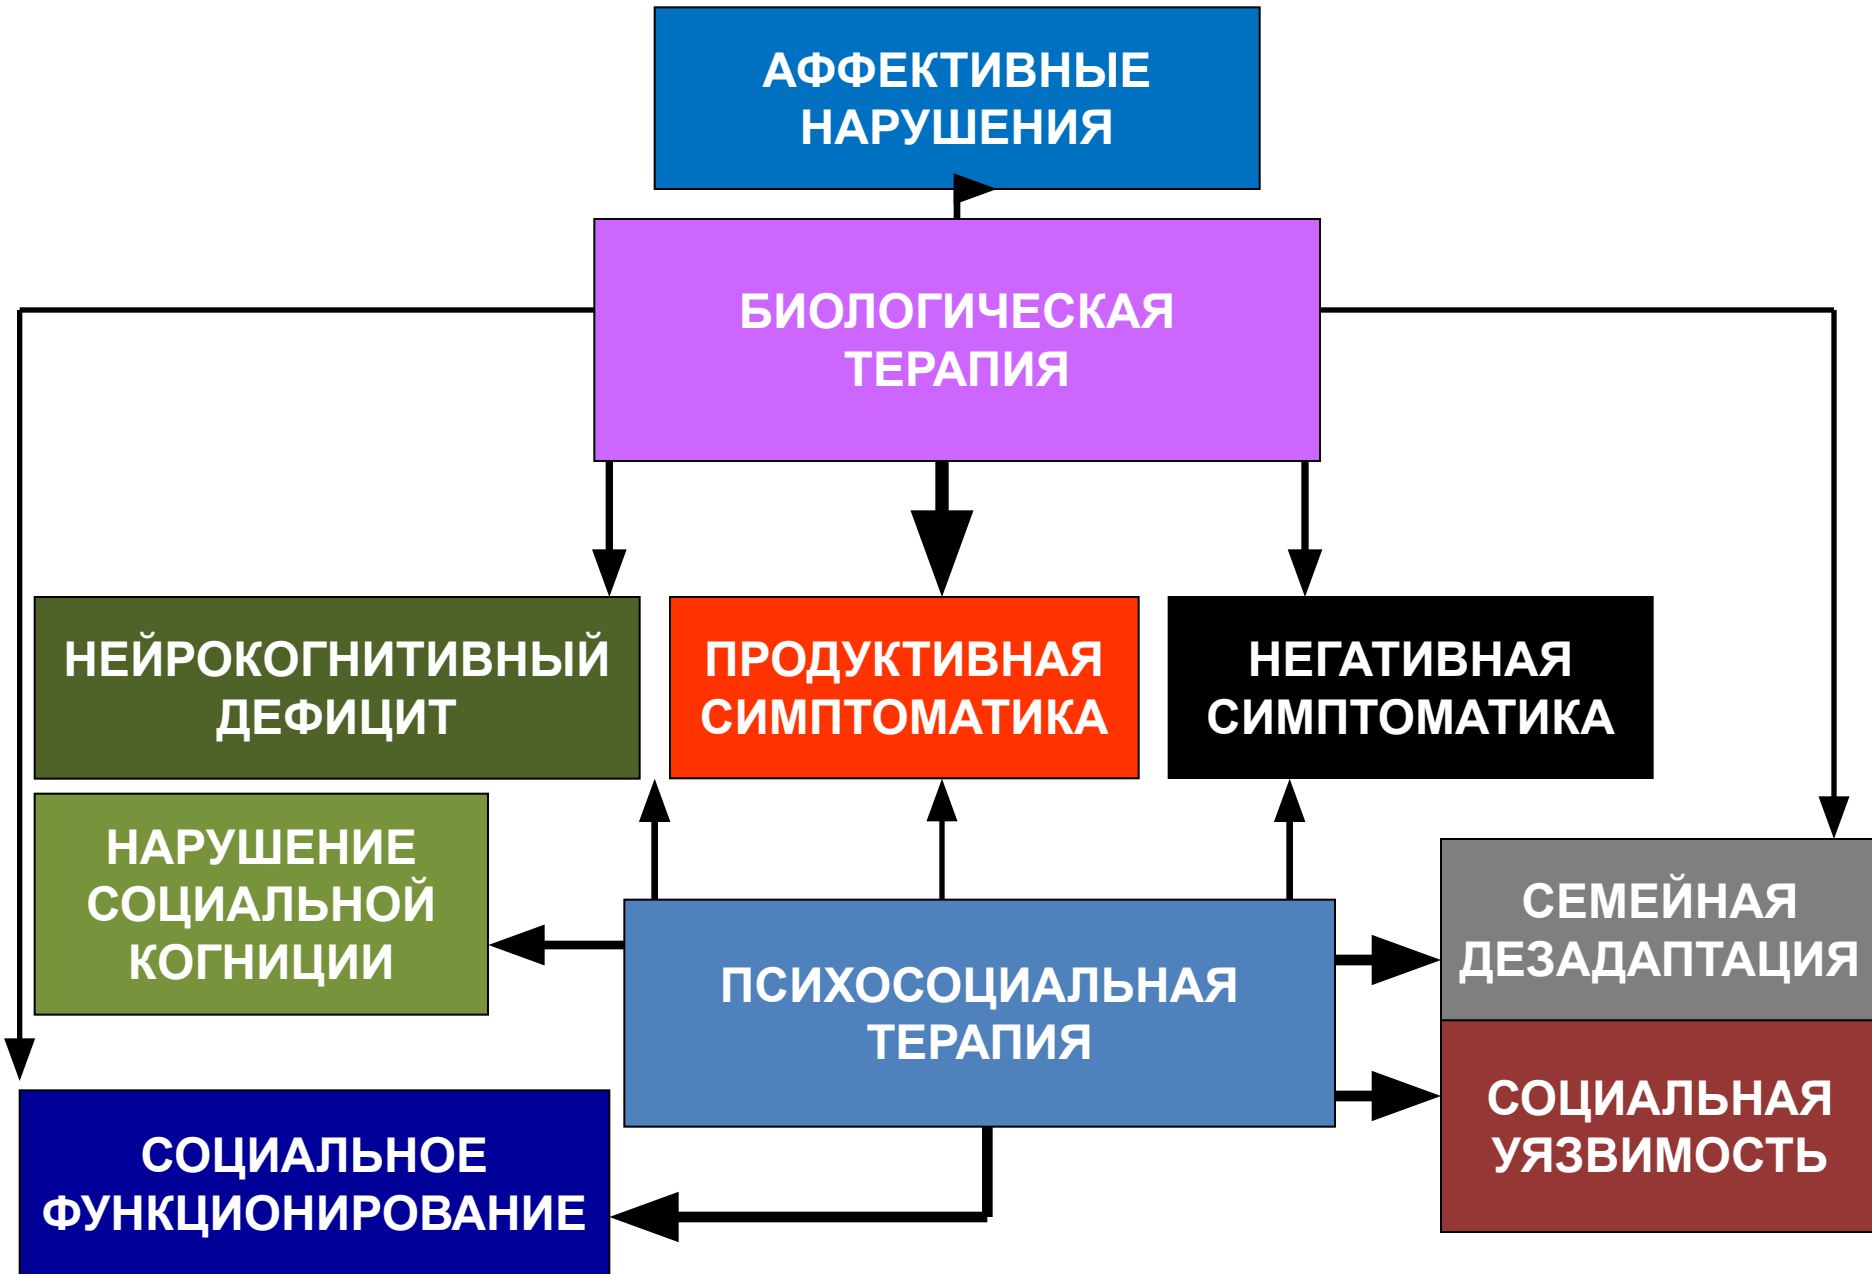 АФФЕКТИВНЫЕ
НАРУШЕНИЯ
БИОЛОГИЧЕСКАЯ
ТЕРАПИЯ
НЕЙРОКОГНИТИВНЫЙ
ДЕФИЦИТ
ПРОДУКТИВНАЯ
СИМПТОМАТИКА
НЕГАТИВНАЯ
СИМПТОМАТИКА
НАРУШЕНИЕ
СОЦИАЛЬНОЙ
КОГНИЦИИ
ПСИХОСОЦИАЛЬНАЯ
ТЕРАПИЯ
СЕМЕЙНАЯ
ДЕЗАДАПТАЦИЯ
СОЦИАЛЬНАЯ
УЯЗВИМОСТЬ
СОЦИАЛЬНОЕ
ФУНКЦИОНИРОВАНИЕ